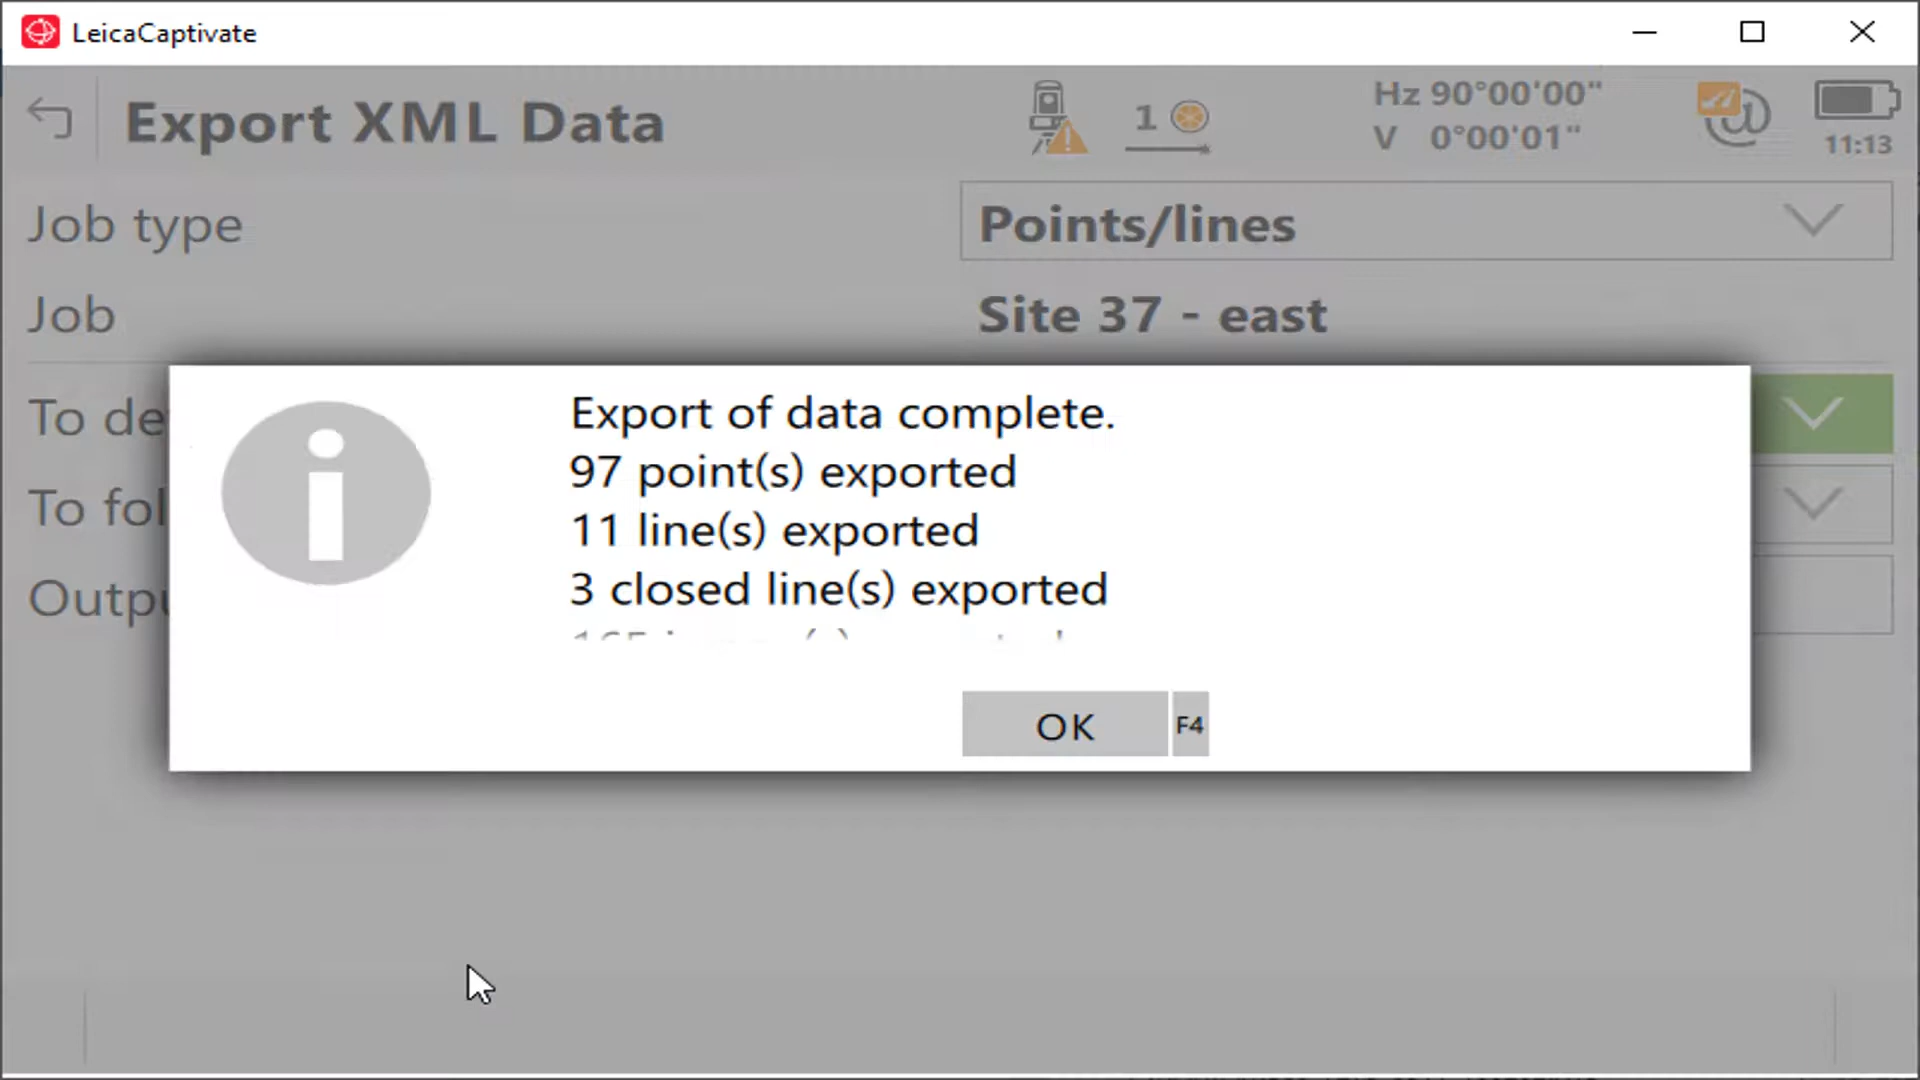 LeicaCaptivate
Export XML Data
1
Hz 90°00'00"
V 0°00'01"
11:13
Job type
Points/lines
Job
Site 37 - east
To de
To fol
Outpu
Export of data complete.
97 point(s) exported
11 line(s) exported
3 closed line(s) exported
OK
F4